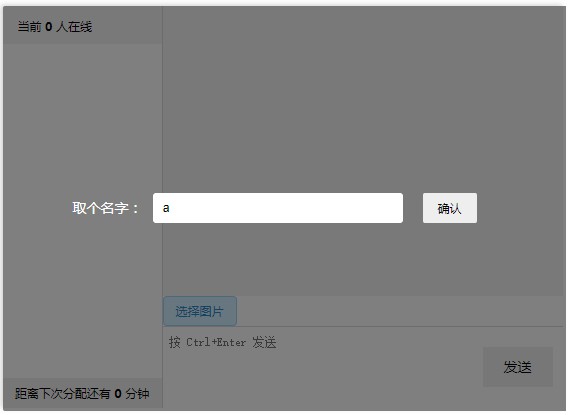 当前 0 人在线
取个名字： a 确认
选择图片
按 Ctrl+Enter 发送
发送
距离下次分配还有 0 分钟